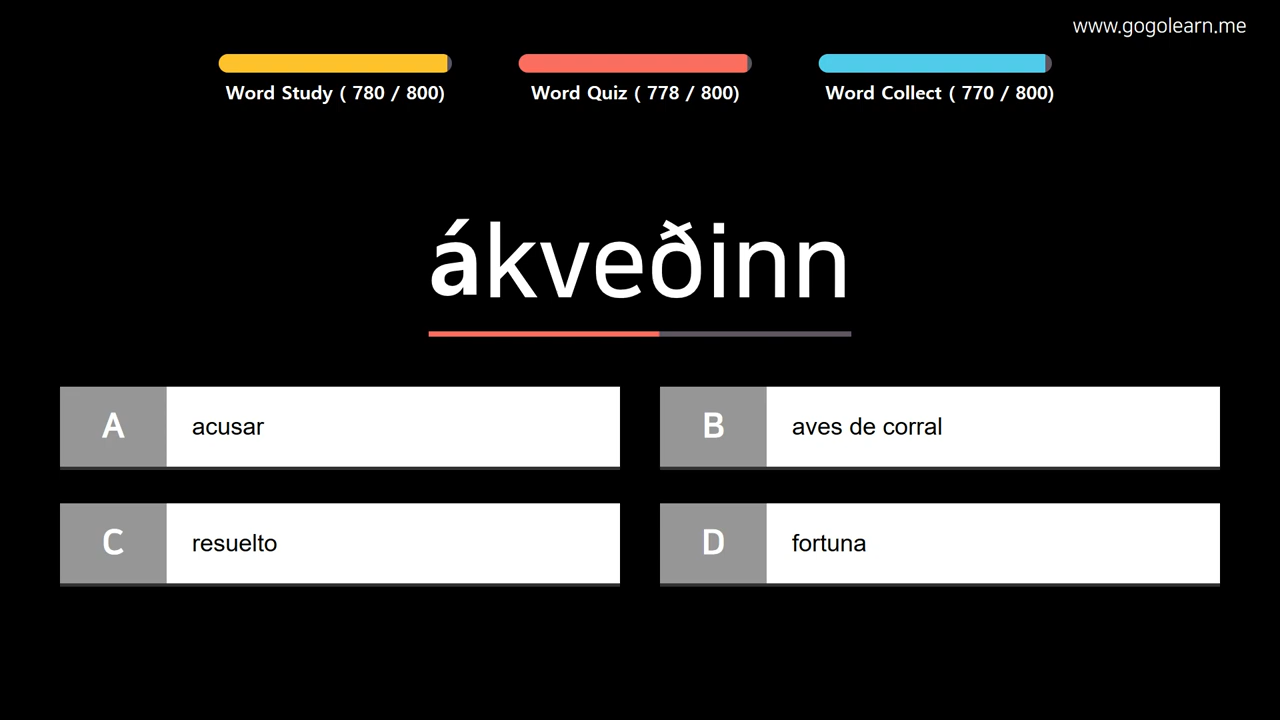 www.gogolearn.me
Word Study ( 780 / 800)
Word Quiz ( 778 / 800)
Word Collect ( 770 / 800)
ákveðinn
A acusar
B aves de corral
C resuelto
D fortuna